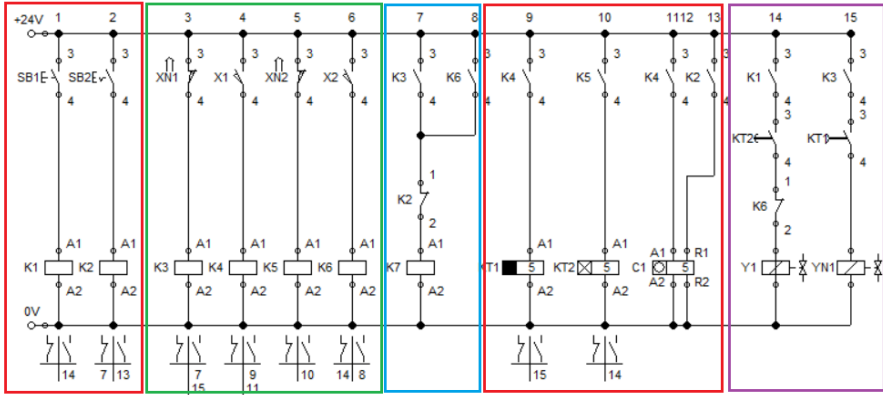 1 2 3 4 5 6 7 8 9 10 11 12 13 14 15
+24V
3 3 3 3 3 3 3 3 3 3 3 3 3 3
SB1 SB2 XN1 X1 XN2 X2 K3 K6 K4 K5 K4 K2 K1 K3
4 4 4 4 4 4 4 4 4 4 4 4 4 4
3 3
KT2 KT1
4 4
1 1
K2 K6
2 2
A1 A1 A1 A1 A1 A1 A1 A1 A1 A1 R1 A1 A1
K1 K2 K3 K4 K5 K6 K7 KT1 5 KT2 5 C1 5 Y1 YN1
A2 A2 A2 A2 A2 A2 A2 A2 A2 A2 R2 A2 A2
0V
14 7 13 7 9 10 14 8 15 14
15 11